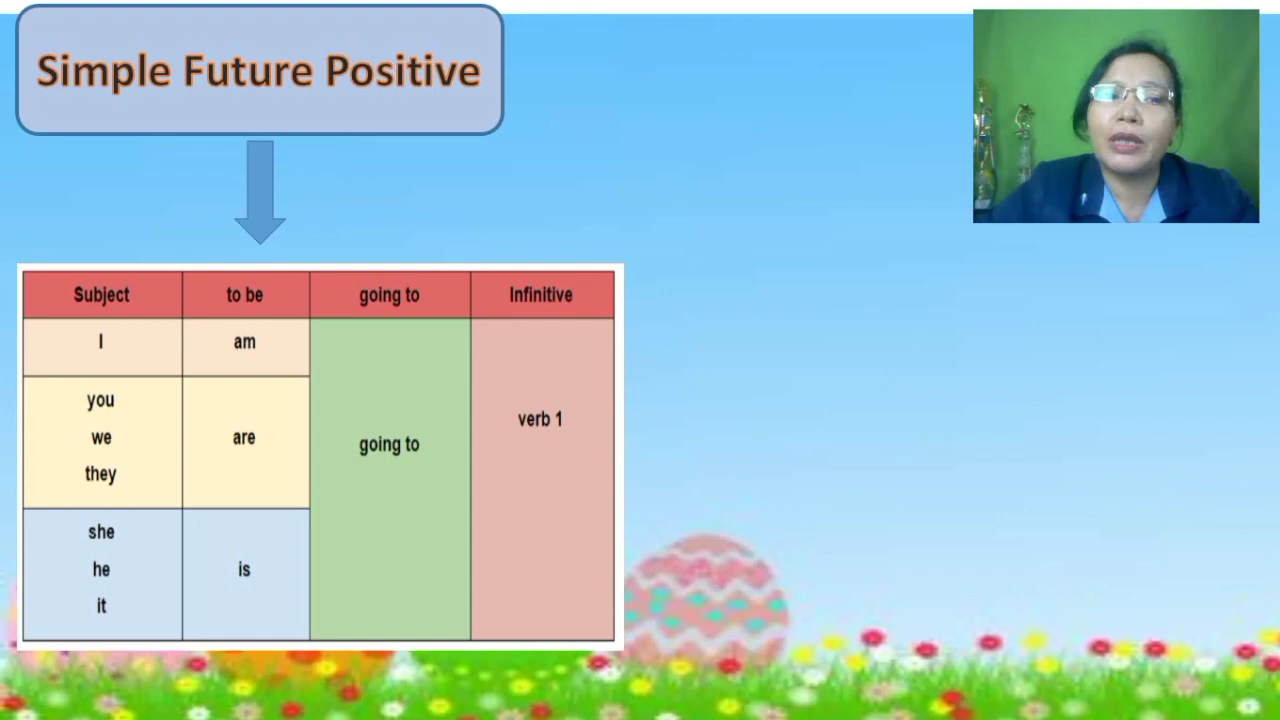 Simple Future Positive
Subject to be going to Infinitive
I am
you
we
they
are
going to
verb 1
she
he
it
is